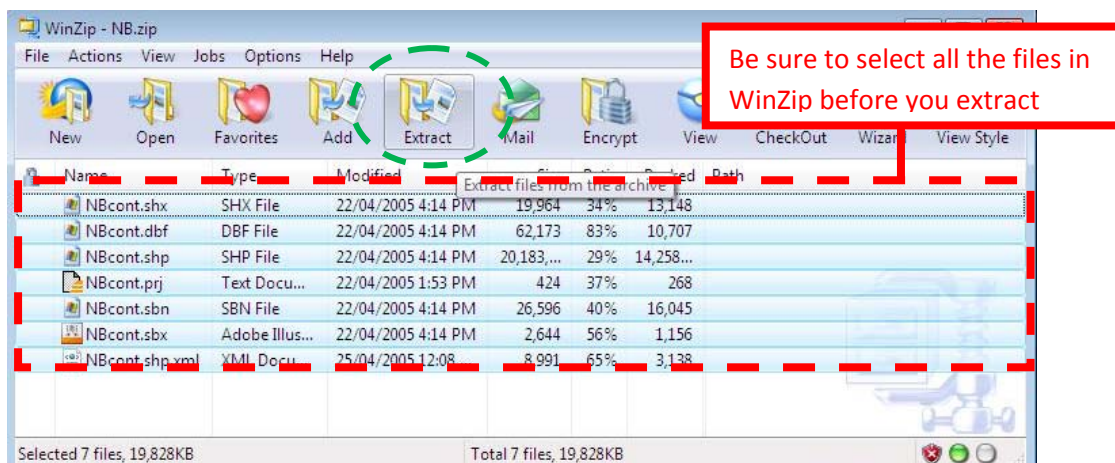 WinZip - NB.zip
File Actions View Jobs Options Help
Be sure to select all the files in
WinZip before you extract
New Open Favorites Add Extract Mail Encrypt View CheckOut Wizard View Style
Name Type Modified Size Ratio Packed Path
Extract files from the archive
NBcont.shx SHX File 22/04/2005 4:14 PM 19,964 34% 13,148
NBcont.dbf DBF File 22/04/2005 4:14 PM 62,173 83% 10,707
NBcont.shp SHP File 22/04/2005 4:14 PM 20,183,... 29% 14,258...
NBcont.prj Text Docu... 22/04/2005 1:53 PM 424 37% 268
NBcont.sbn SBN File 22/04/2005 4:14 PM 26,596 40% 16,045
NBcont.sbx Adobe Illus... 22/04/2005 4:14 PM 2,644 56% 1,156
NBcont.shp.xml XML Docu... 25/04/2005 12:08 ... 8,991 65% 3,138
Selected 7 files, 19,828KB Total 7 files, 19,828KB